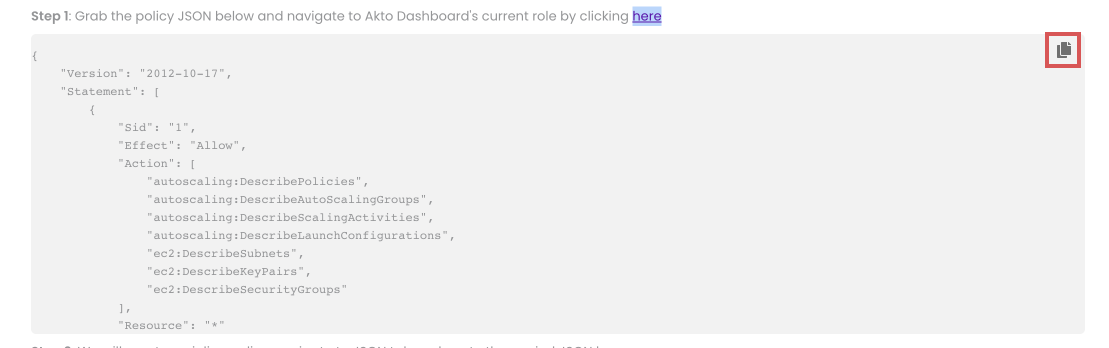 Step 1: Grab the policy JSON below and navigate to Akto Dashboard's current role by clicking here
{
    "Version": "2012-10-17",
    "Statement": [
        {
            "Sid": "1",
            "Effect": "Allow",
            "Action": [
                "autoscaling:DescribePolicies",
                "autoscaling:DescribeAutoScalingGroups",
                "autoscaling:DescribeScalingActivities",
                "autoscaling:DescribeLaunchConfigurations",
                "ec2:DescribeSubnets",
                "ec2:DescribeKeyPairs",
                "ec2:DescribeSecurityGroups"
            ],
            "Resource": "*"